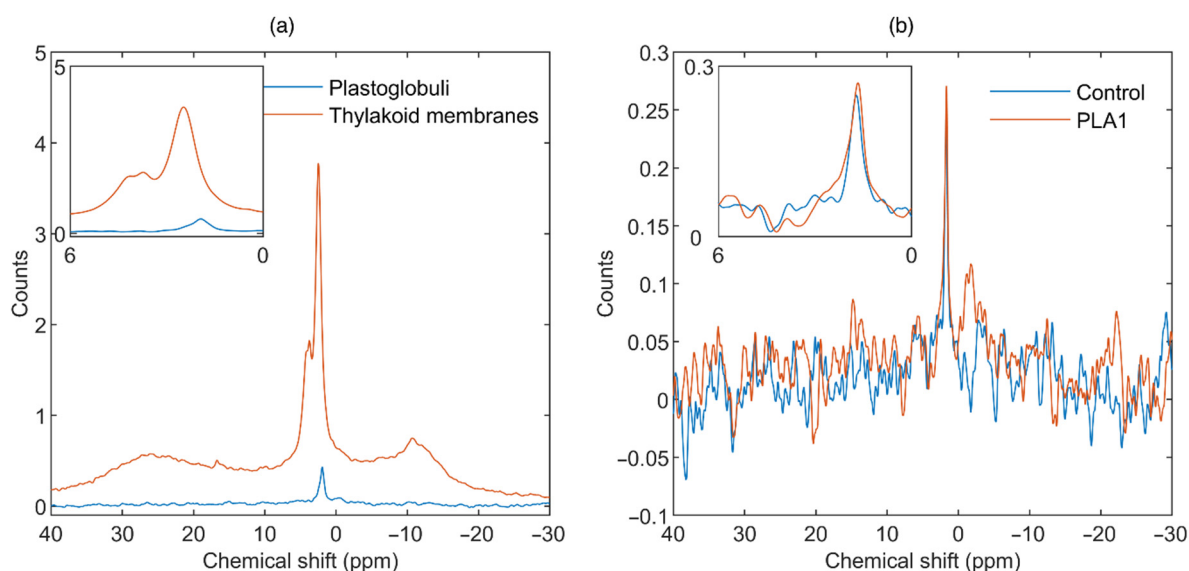 (a)
5
4
3
2
1
0
Counts
40 30 20 10 0 −10 −20 −30
Chemical shift (ppm)
5
0
6 0
Plastoglobuli
Thylakoid membranes
(b)
0.3
0.25
0.2
0.15
0.1
0.05
0
−0.05
−0.1
Counts
40 30 20 10 0 −10 −20 −30
Chemical shift (ppm)
0.3
0
6 0
Control
PLA1